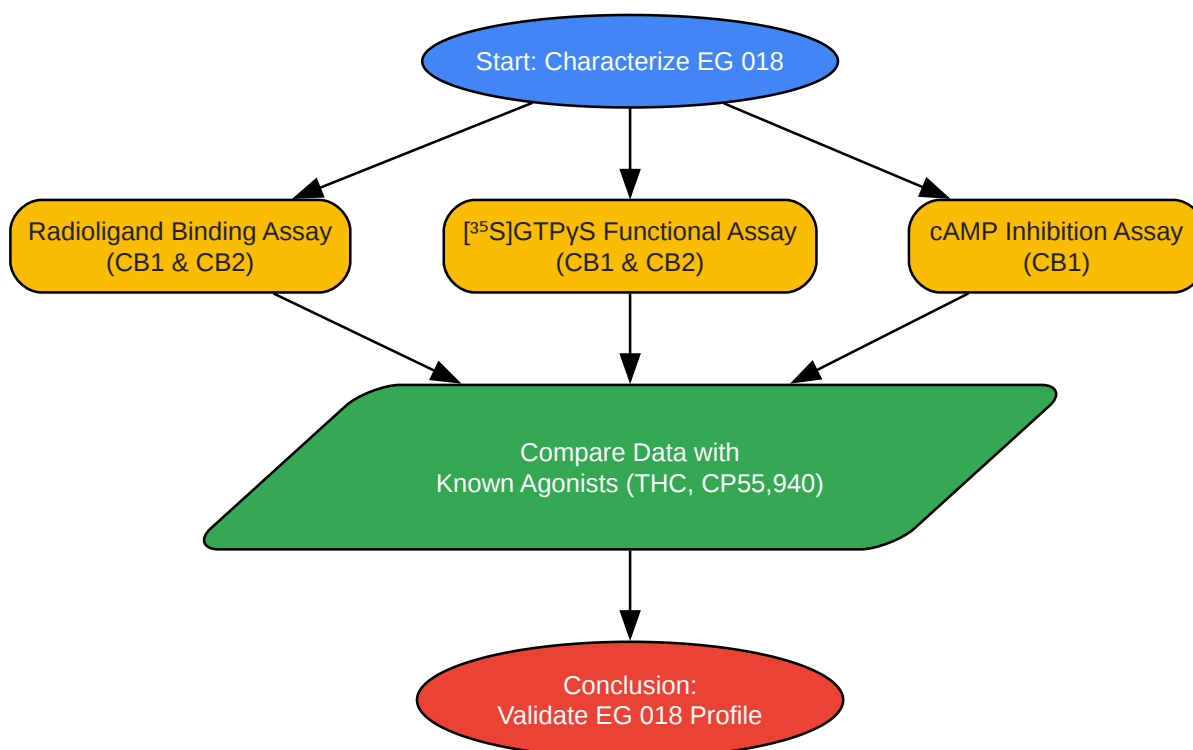 Start: Characterize EG 018
Radioligand Binding Assay
(CB1 & CB2)
[³⁵S]GTPγS Functional Assay
(CB1 & CB2)
cAMP Inhibition Assay
(CB1)
Compare Data with
Known Agonists (THC, CP55,940)
Conclusion:
Validate EG 018 Profile